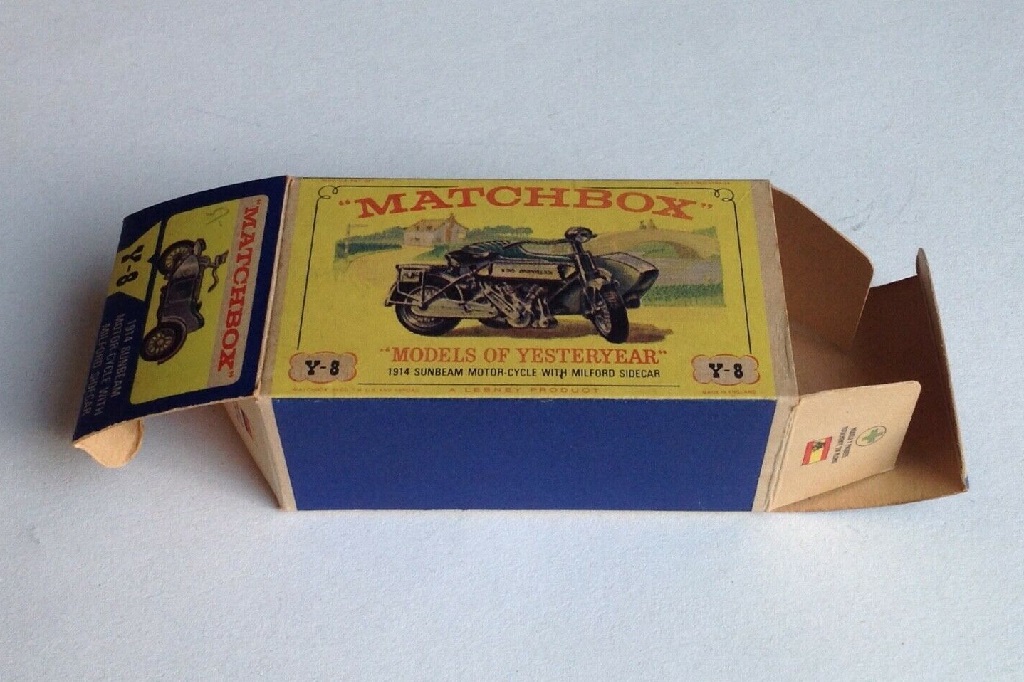 "MATCHBOX"
"MODELS OF YESTERYEAR"
1914 SUNBEAM MOTOR-CYCLE WITH MILFORD SIDECAR
Y-8
Y-8
A LESNEY PRODUCT
"MATCHBOX"
Y-8
1914 SUNBEAM
MOTOR-CYCLE WITH
MILFORD SIDECAR